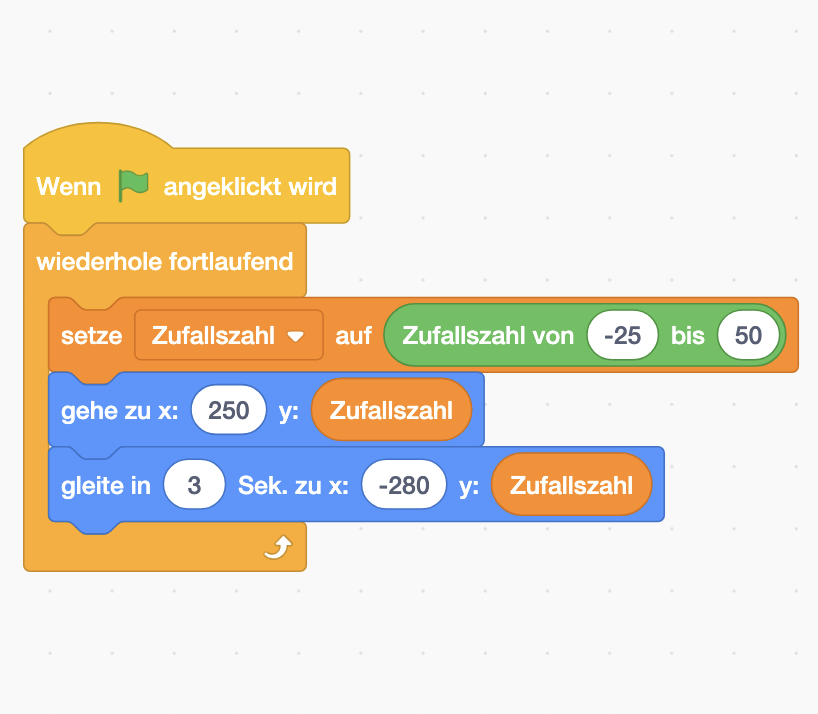 Wenn angeklickt wird
wiederhole fortlaufend
setze Zufallszahl auf Zufallszahl von -25 bis 50
gehe zu x: 250 y: Zufallszahl
gleite in 3 Sek. zu x: -280 y: Zufallszahl